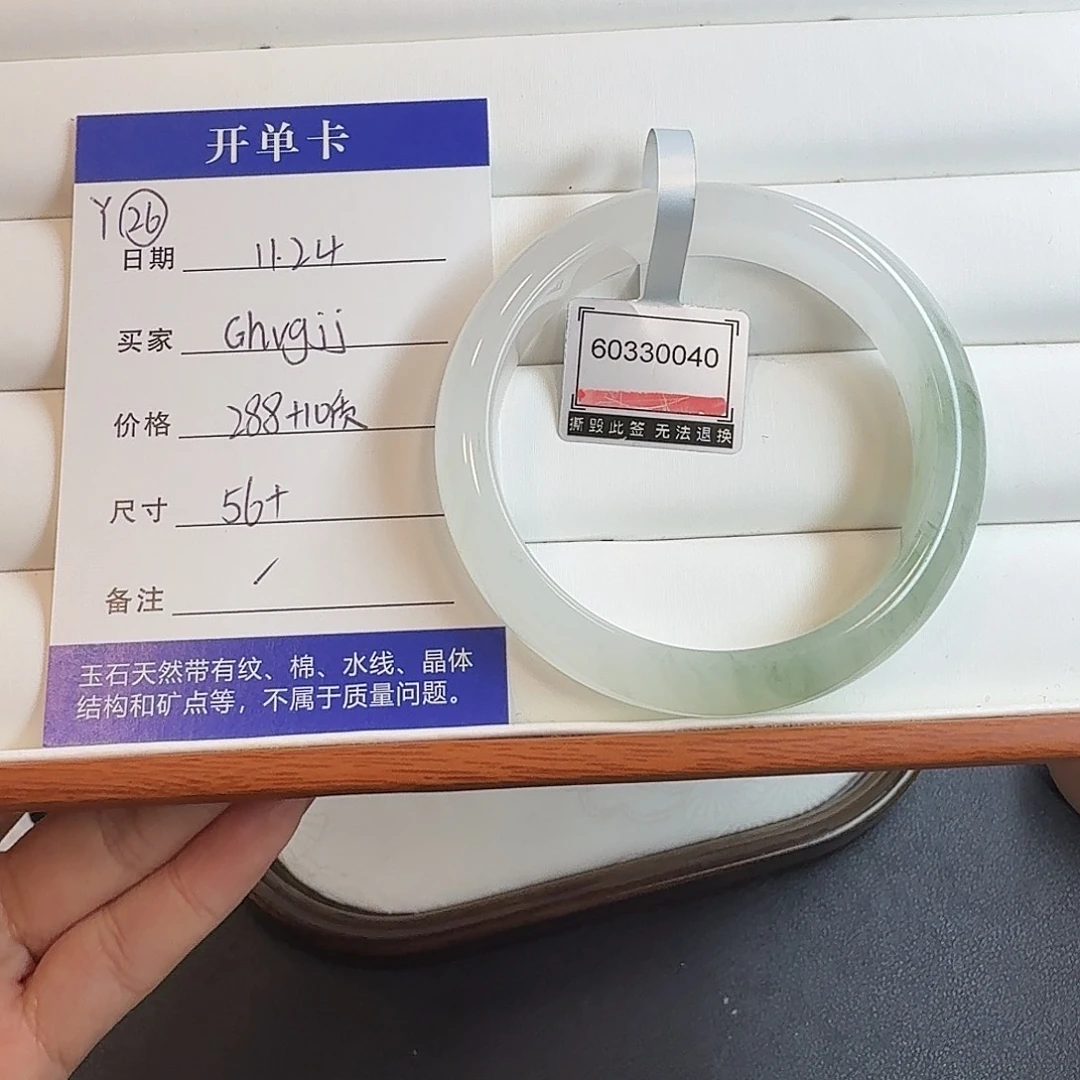 开单卡
Y 26
日期 11.24
买家 Ghvgjj
价格 288+10质
尺寸 56+
备注 /
玉石天然带有纹、棉、水线、晶体
结构和矿点等，不属于质量问题。
60330040
撕毁此签 无法退换